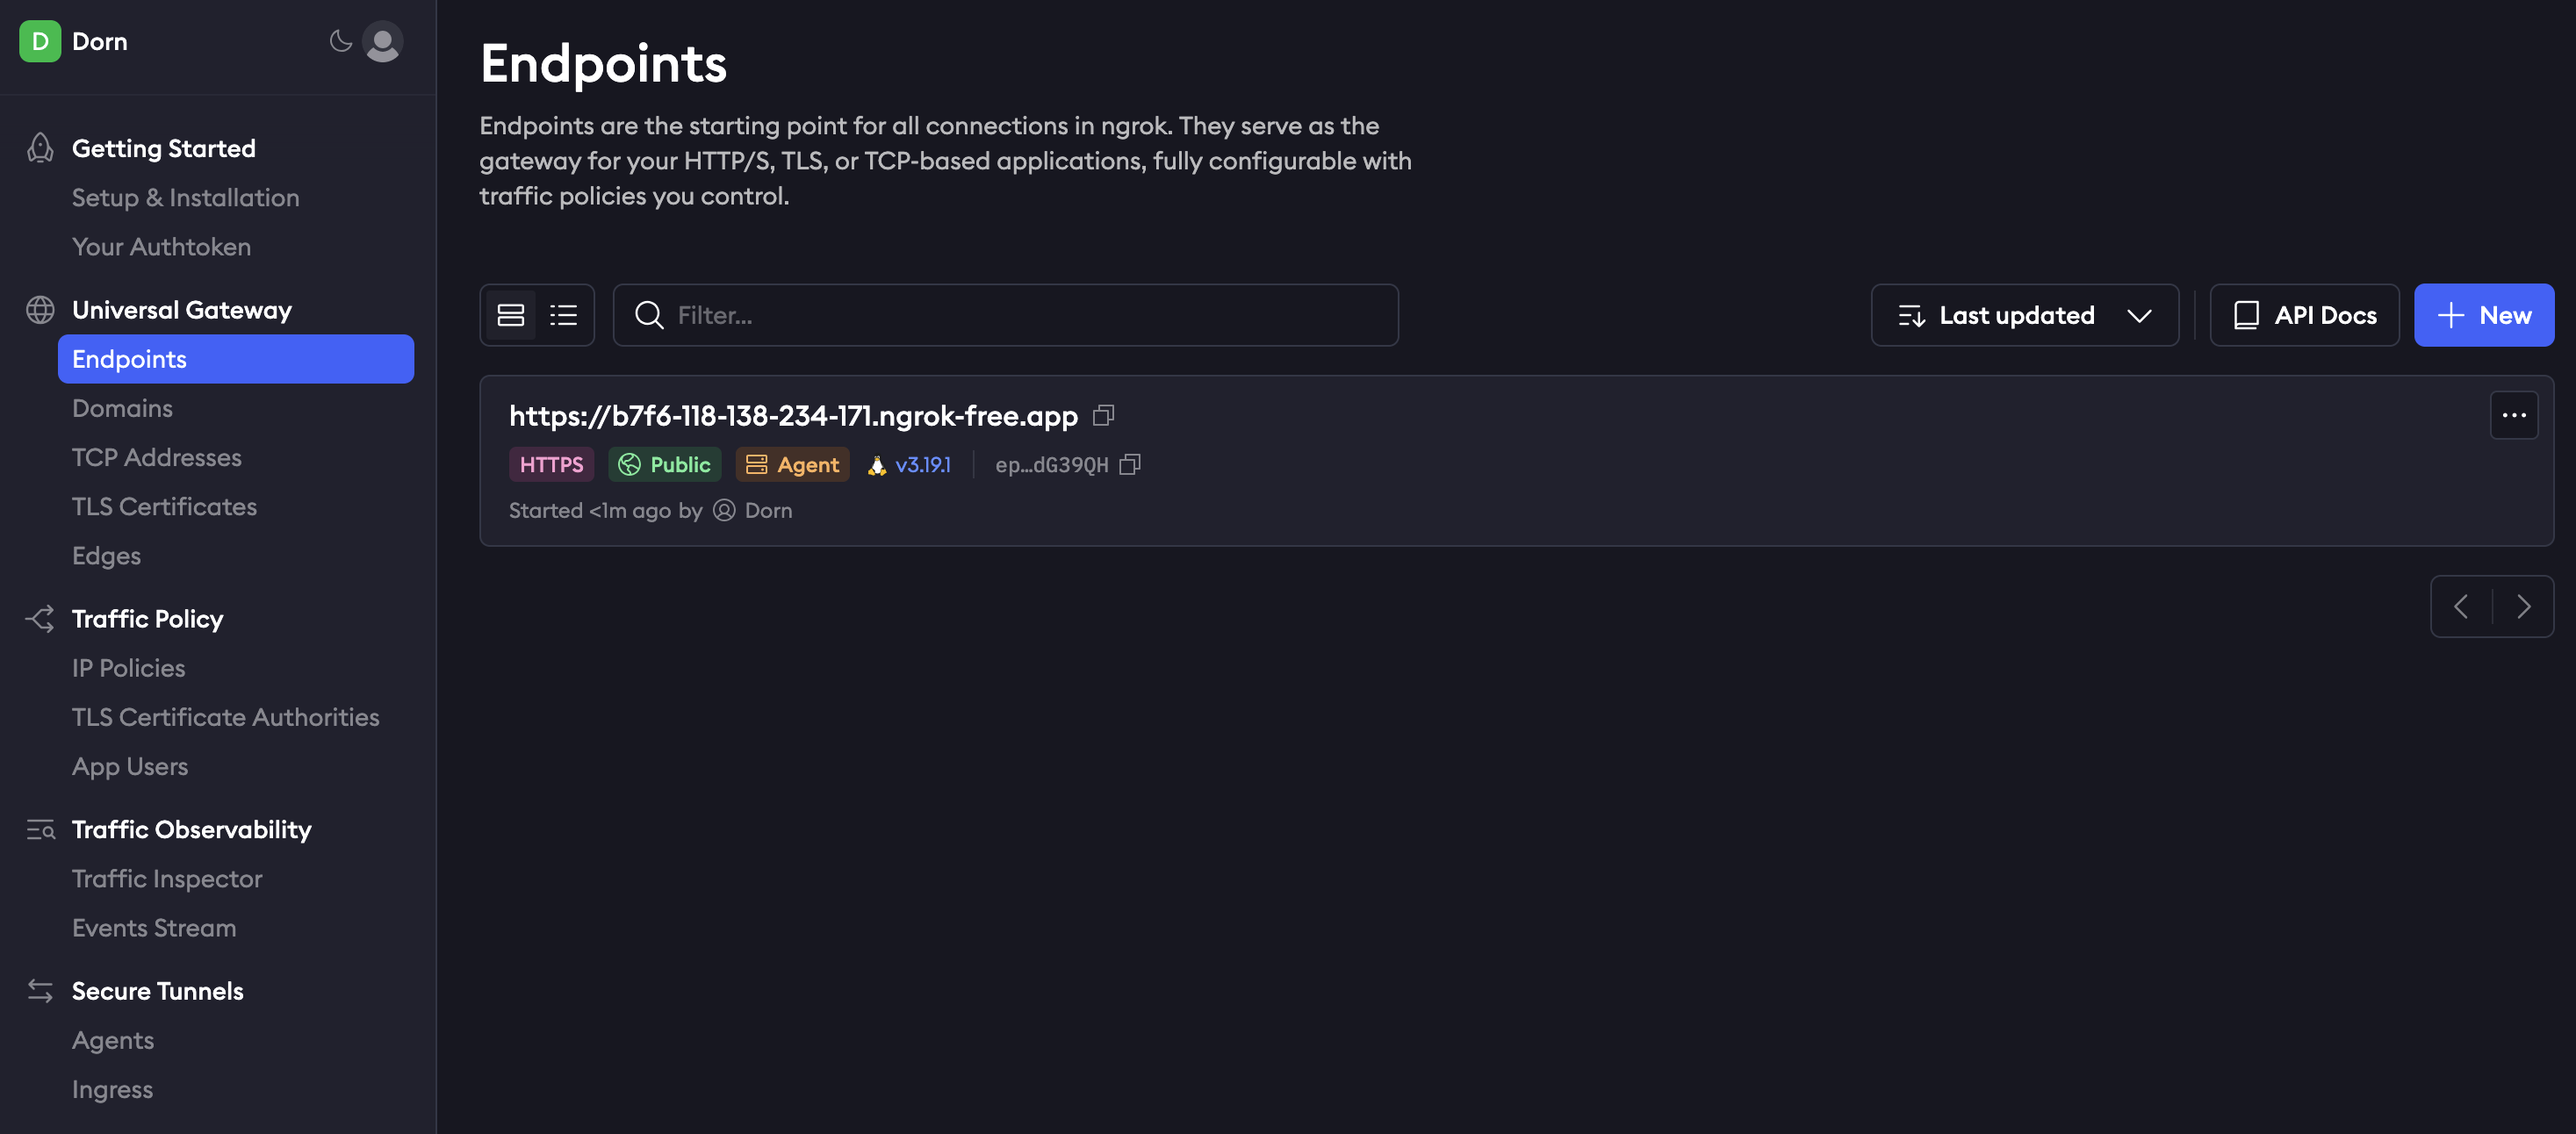 D Dorn
Getting Started
Setup & Installation
Your Authtoken
Universal Gateway
Endpoints
Domains
TCP Addresses
TLS Certificates
Edges
Traffic Policy
IP Policies
TLS Certificate Authorities
App Users
Traffic Observability
Traffic Inspector
Events Stream
Secure Tunnels
Agents
Ingress
Endpoints
Endpoints are the starting point for all connections in ngrok. They serve as the
gateway for your HTTP/S, TLS, or TCP-based applications, fully configurable with
traffic policies you control.
Filter...
Last updated
API Docs
New
https://b7f6-118-138-234-171.ngrok-free.app
HTTPS Public Agent v3.19.1 ep...dG39QH
Started <1m ago by Dorn